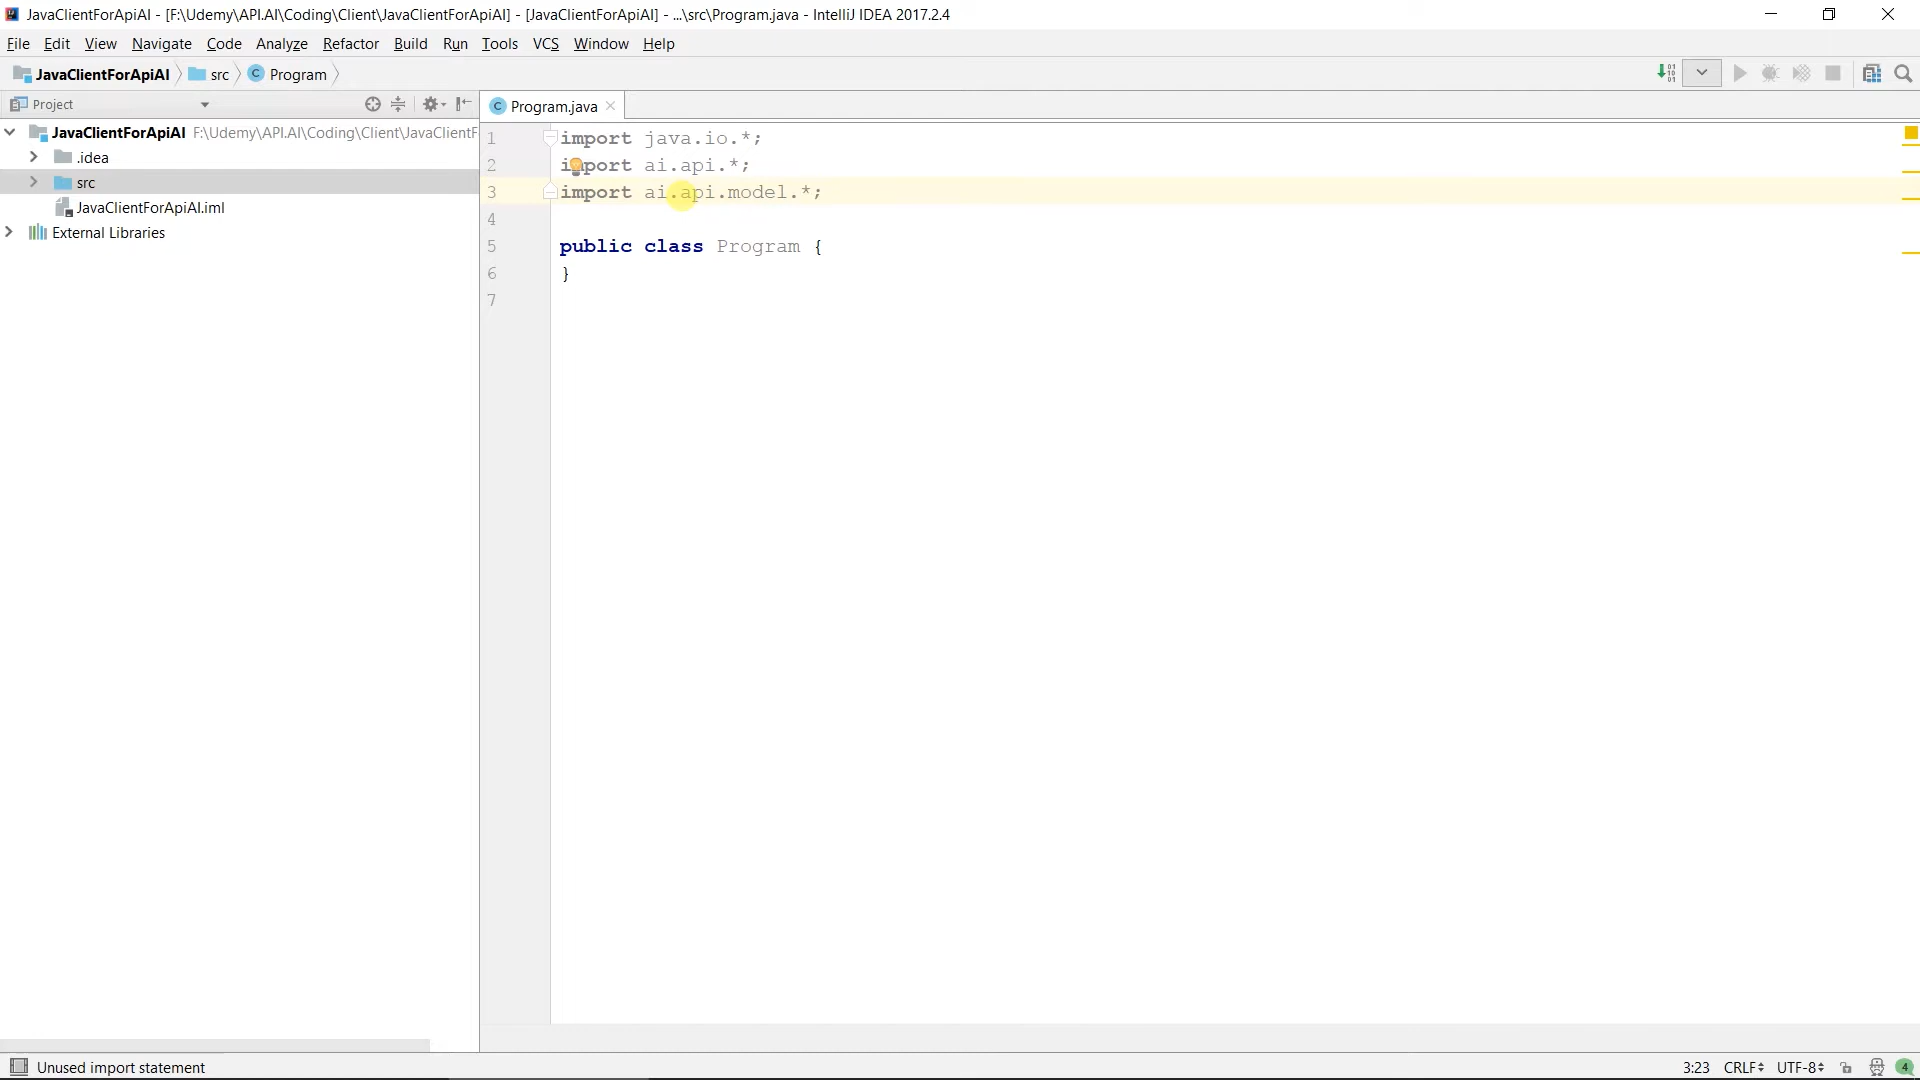 JavaClientForApiAI - [F:\Udemy\API.AI\Coding\Client\JavaClientForApiAI] - [JavaClientForApiAI] - ...\src\Program.java - IntelliJ IDEA 2017.2.4
File Edit View Navigate Code Analyze Refactor Build Run Tools VCS Window Help
JavaClientForApiAI src Program
Project
Program.java
JavaClientForApiAI F:\Udemy\API.AI\Coding\Client\JavaClientF
.idea
src
JavaClientForApiAI.iml
External Libraries
1 import java.io.*;
2 import ai.api.*;
3 import ai.api.model.*;
4
5 public class Program {
6 }
7
Unused import statement
3:23 CRLF UTF-8 4